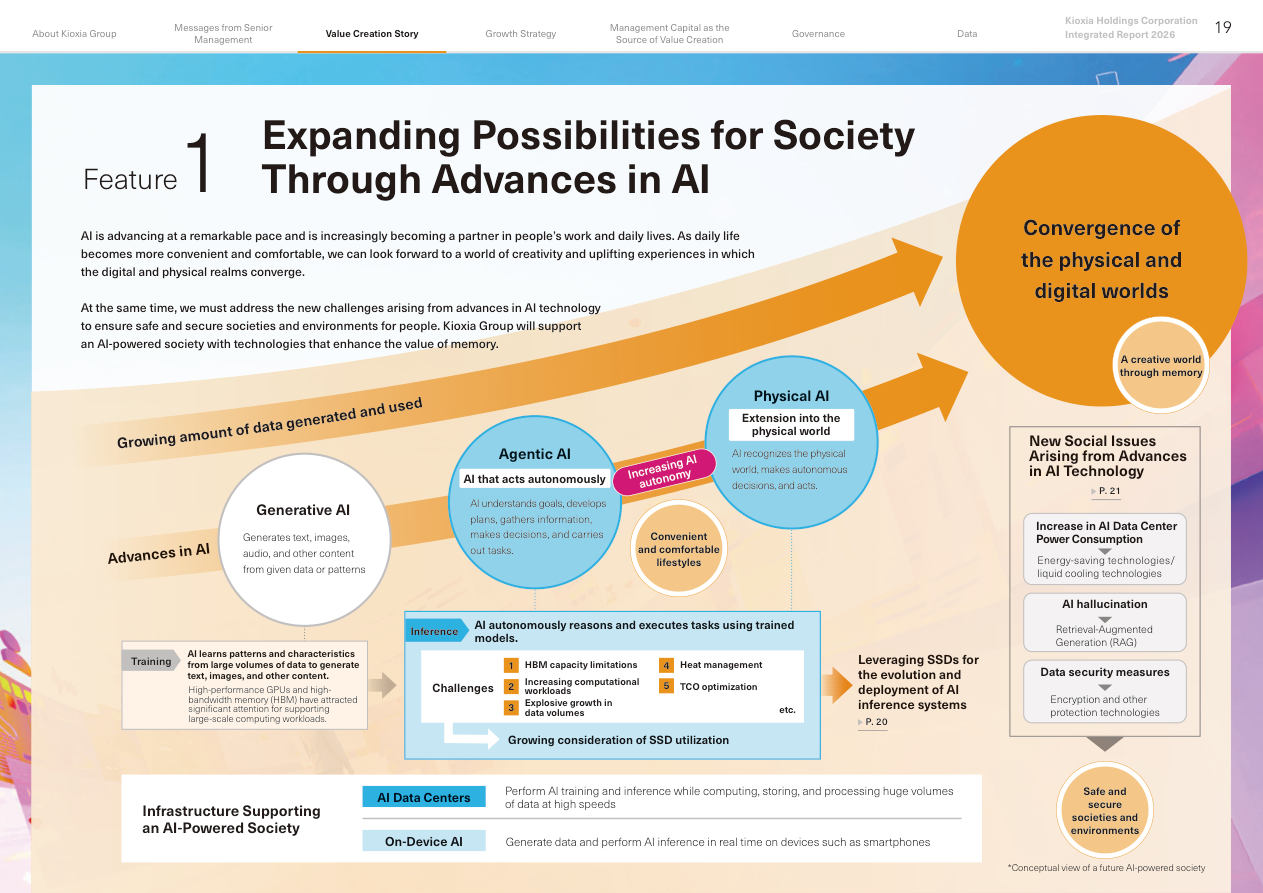 About Kioxia Group
Messages from Senior
Management
Value Creation Story
Growth Strategy
Management Capital as the
Source of Value Creation
Governance
Data
Kioxia Holdings Corporation
Integrated Report 2026
19
Feature 1
Expanding Possibilities for Society
Through Advances in AI
AI is advancing at a remarkable pace and is increasingly becoming a partner in people's work and daily lives. As daily life
becomes more convenient and comfortable, we can look forward to a world of creativity and uplifting experiences in which
the digital and physical realms converge.
At the same time, we must address the new challenges arising from advances in AI technology
to ensure safe and secure societies and environments for people. Kioxia Group will support
an AI-powered society with technologies that enhance the value of memory.
Convergence of
the physical and
digital worlds
A creative world
through memory
Growing amount of data generated and used
Advances in AI
Generative AI
Generates text, images,
audio, and other content
from given data or patterns
Agentic AI
AI that acts autonomously
AI understands goals, develops
plans, gathers information,
makes decisions, and carries
out tasks.
Increasing AI
autonomy
Convenient
and comfortable
lifestyles
Physical AI
Extension into the
physical world
AI recognizes the physical
world, makes autonomous
decisions, and acts.
Training
AI learns patterns and characteristics
from large volumes of data to generate
text, images, and other content.
High-performance GPUs and high-
bandwidth memory (HBM) have attracted
significant attention for supporting
large-scale computing workloads.
Inference
AI autonomously reasons and executes tasks using trained
models.
Challenges
1 HBM capacity limitations
2 Increasing computational
workloads
3 Explosive growth in
data volumes
4 Heat management
5 TCO optimization
etc.
Growing consideration of SSD utilization
Leveraging SSDs for
the evolution and
deployment of AI
inference systems
P. 20
New Social Issues
Arising from Advances
in AI Technology
P. 21
Increase in AI Data Center
Power Consumption
Energy-saving technologies/
liquid cooling technologies
AI hallucination
Retrieval-Augmented
Generation (RAG)
Data security measures
Encryption and other
protection technologies
Safe and
secure
societies and
environments
Infrastructure Supporting
an AI-Powered Society
AI Data Centers
Perform AI training and inference while computing, storing, and processing huge volumes
of data at high speeds
On-Device AI
Generate data and perform AI inference in real time on devices such as smartphones
*Conceptual view of a future AI-powered society